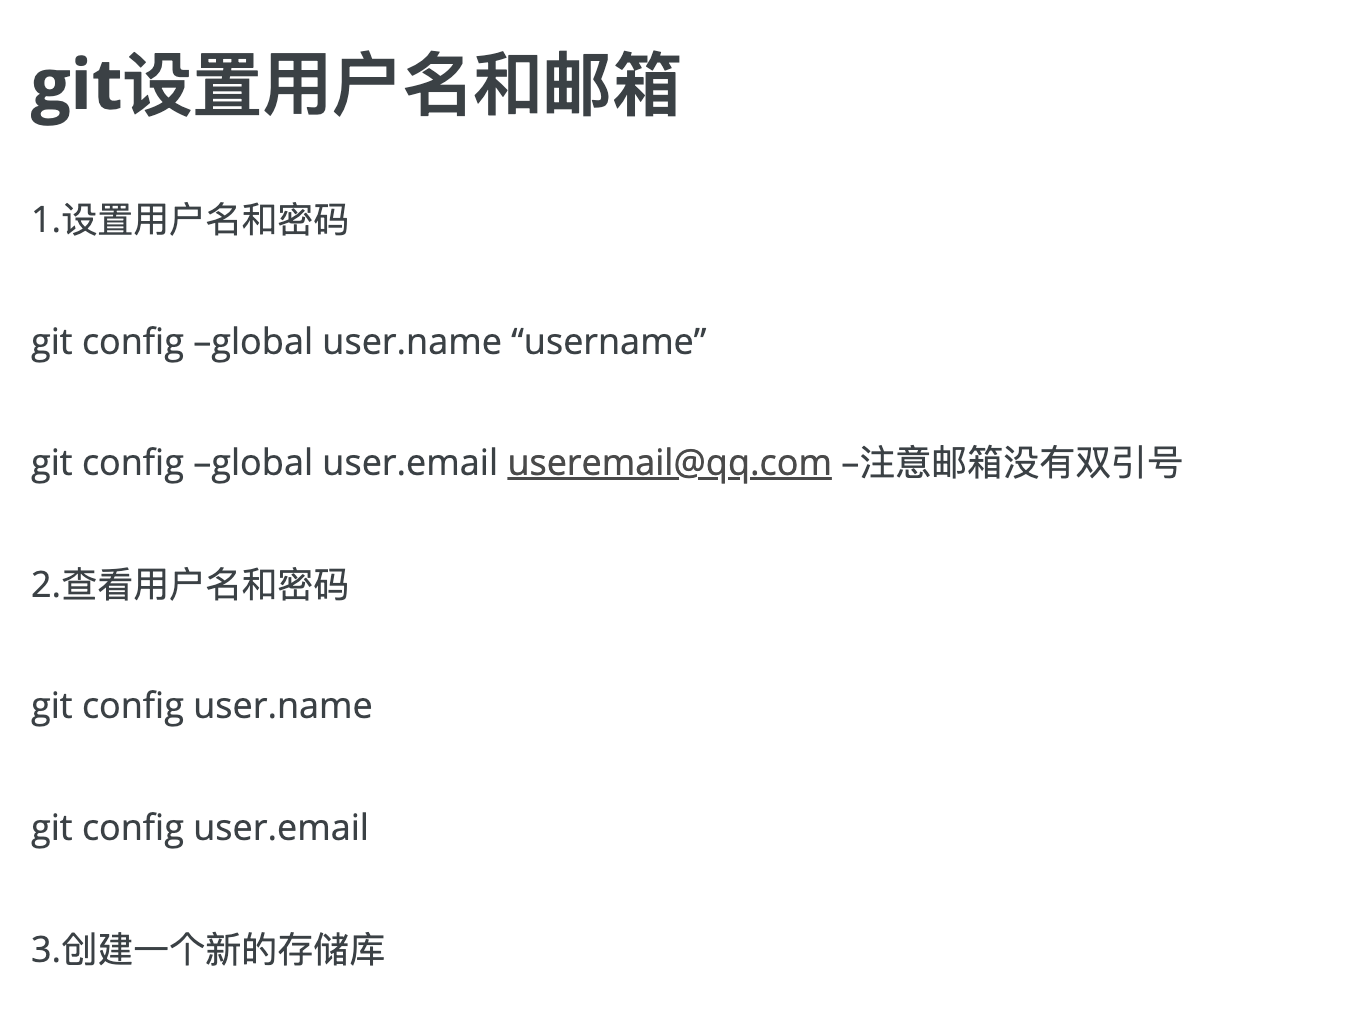 git设置用户名和邮箱
1.设置用户名和密码
git config –global user.name “username”
git config –global user.email useremail@qq.com –注意邮箱没有双引号
2.查看用户名和密码
git config user.name
git config user.email
3.创建一个新的存储库